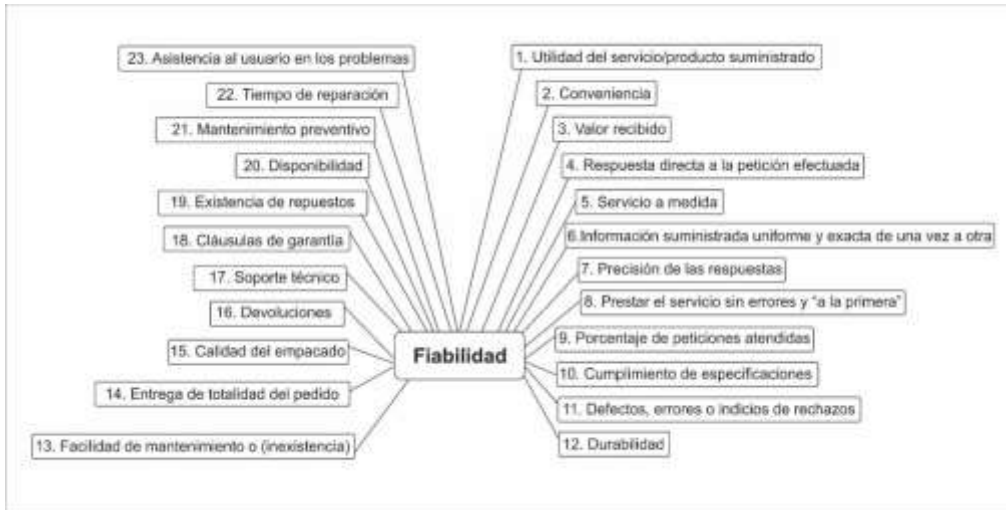 1. Utilidad del servicio/producto suministrado
2. Conveniencia
3. Valor recibido
4. Respuesta directa a la petición efectuada
5. Servicio a medida
6.Información suministrada uniforme y exacta de una vez a otra
7. Precisión de las respuestas
8. Prestar el servicio sin errores y "a la primera"
9. Porcentaje de peticiones atendidas
10. Cumplimiento de especificaciones
11. Defectos, errores o indicios de rechazos
12. Durabilidad
13. Facilidad de mantenimiento o (inexistencia)
14. Entrega de totalidad del pedido
15. Calidad del empacado
16. Devoluciones
17. Soporte técnico
18. Cláusulas de garantía
19. Existencia de repuestos
20. Disponibilidad
21. Mantenimiento preventivo
22. Tiempo de reparación
23. Asistencia al usuario en los problemas
Fiabilidad